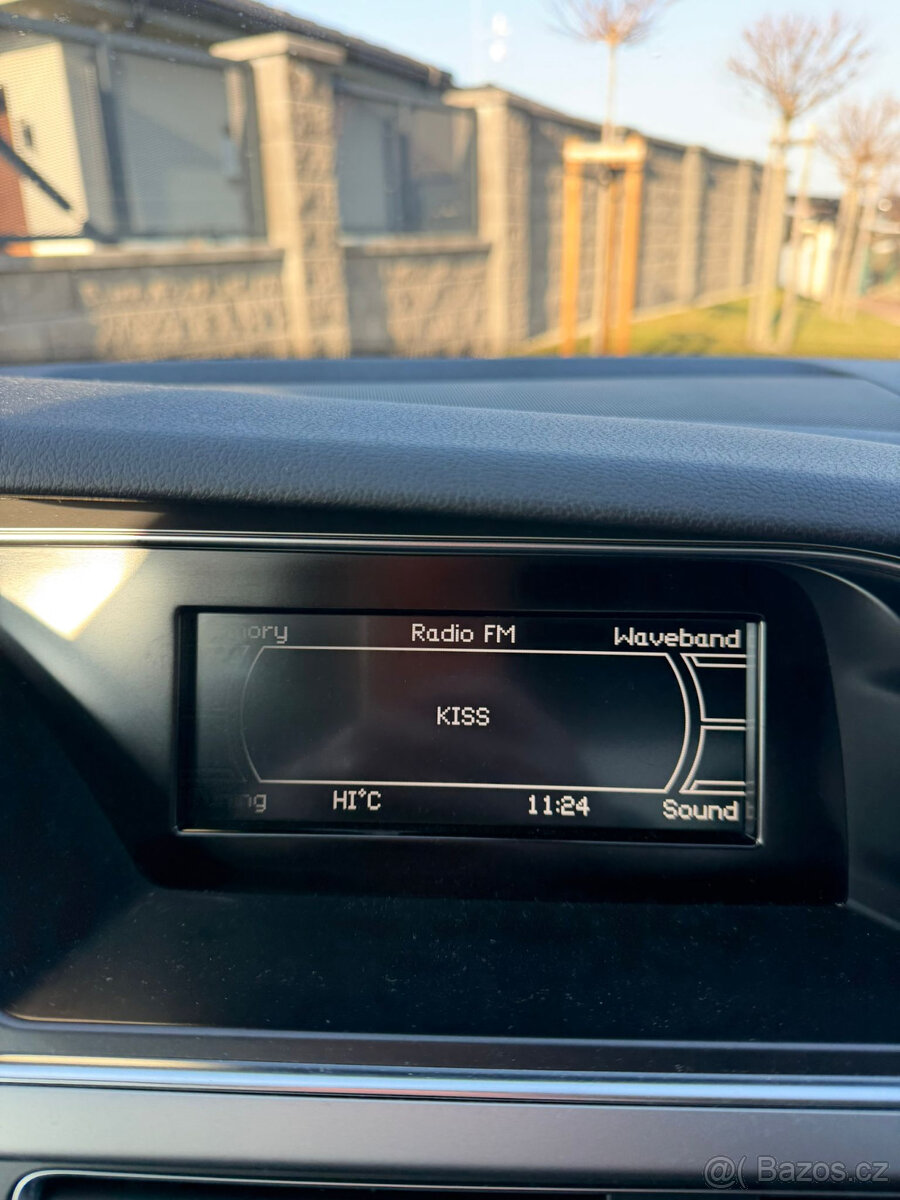 Radio FM
Waveband
KISS
HI°C
11:24
Sound
@( Bazos.cz